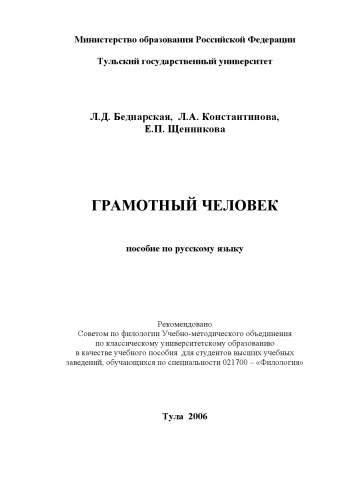 Министерство образования Российской Федерации
Тульский государственный университет
Л.Д. Беднарская, Л.А. Константинова,
Е.П. Щенникова
ГРАМОТНЫЙ ЧЕЛОВЕК
пособие по русскому языку
Рекомендовано
Советом по филологии Учебно-методического объединения
по классическому университетскому образованию
в качестве учебного пособия для студентов высших учебных
заведений, обучающихся по специальности 021700 – «Филология»
Тула 2006